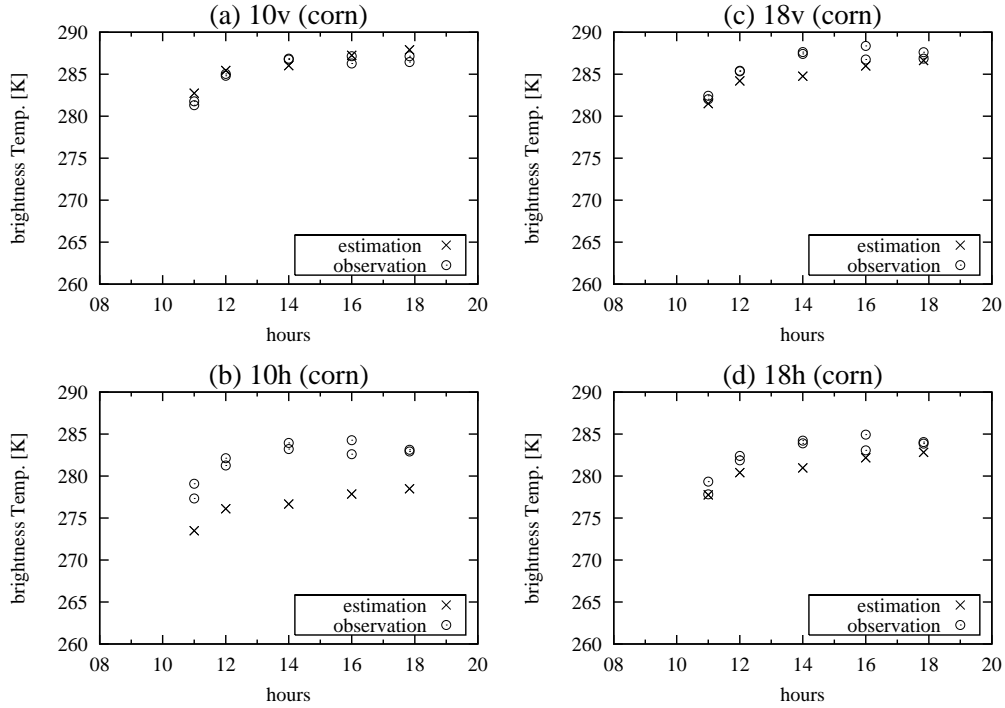 (a) 10v (corn)
290
285
280
275
270
265
260
brightness Temp. [K]
estimation
observation
08 10 12 14 16 18 20
hours
(c) 18v (corn)
290
285
280
275
270
265
260
brightness Temp. [K]
estimation
observation
08 10 12 14 16 18 20
hours
(b) 10h (corn)
290
285
280
275
270
265
260
brightness Temp. [K]
estimation
observation
08 10 12 14 16 18 20
hours
(d) 18h (corn)
290
285
280
275
270
265
260
brightness Temp. [K]
estimation
observation
08 10 12 14 16 18 20
hours